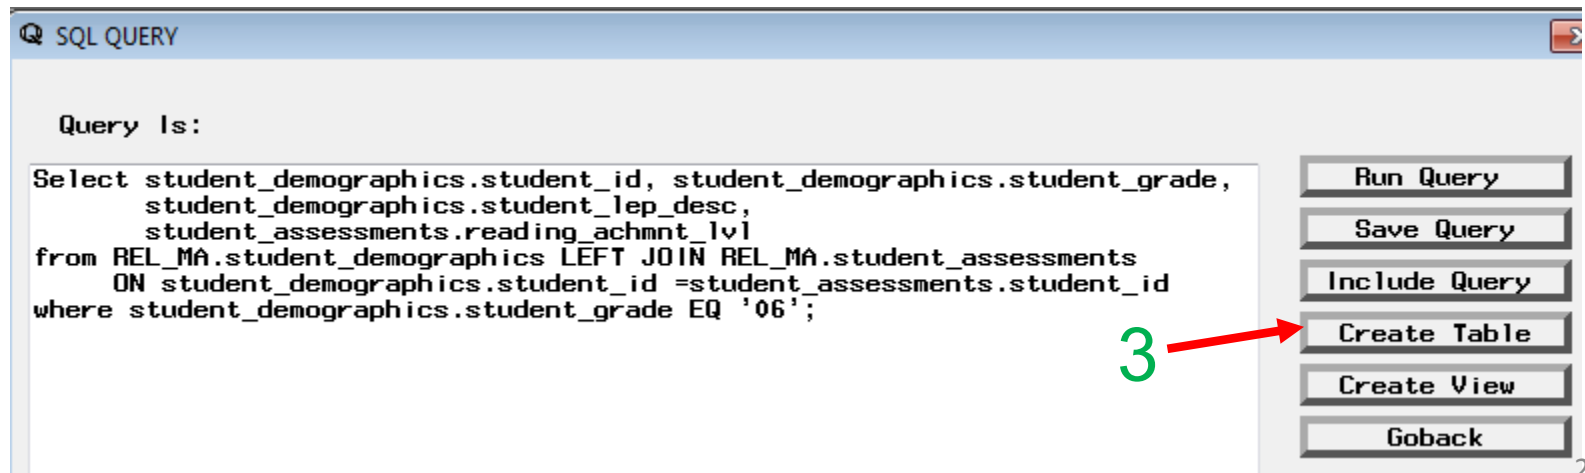 SQL QUERY
Query Is:
Select student_demographics.student_id, student_demographics.student_grade,
student_demographics.student_lep_desc,
student_assessments.reading_achmnt_lvl
from REL_MA.student_demographics LEFT JOIN REL_MA.student_assessments
ON student_demographics.student_id =student_assessments.student_id
where student_demographics.student_grade EQ '06';
3
Run Query
Save Query
Include Query
Create Table
Create View
Goback